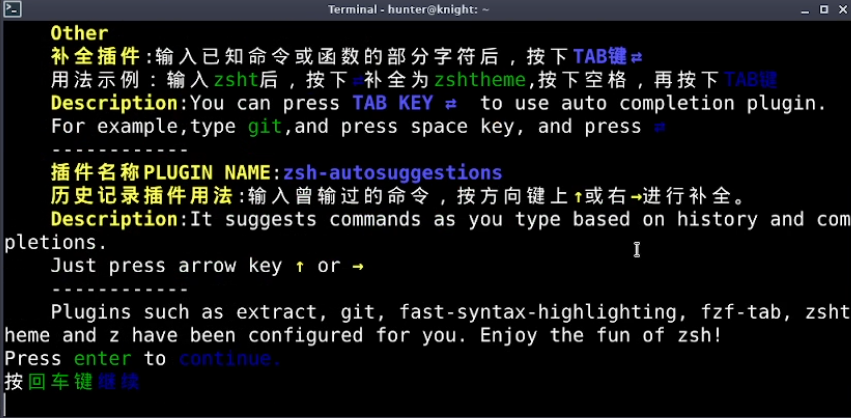 Terminal - hunter@knight: ~
Other
补全插件:输入已知命令或函数的部分字符后，按下TAB键⇄
用法示例：输入zsht后，按下⇄补全为zshtheme,按下空格，再按下TAB键
Description:You can press TAB KEY ⇄  to use auto completion plugin.
For example,type git,and press space key, and press ⇄
------------
插件名称PLUGIN NAME:zsh-autosuggestions
历史记录插件用法:输入曾输过的命令，按方向键上↑或右→进行补全。
Description:It suggests commands as you type based on history and com
pletions.
Just press arrow key ↑ or →
------------
Plugins such as extract, git, fast-syntax-highlighting, fzf-tab, zsht
heme and z have been configured for you. Enjoy the fun of zsh!
Press enter to continue.
按回车键继续